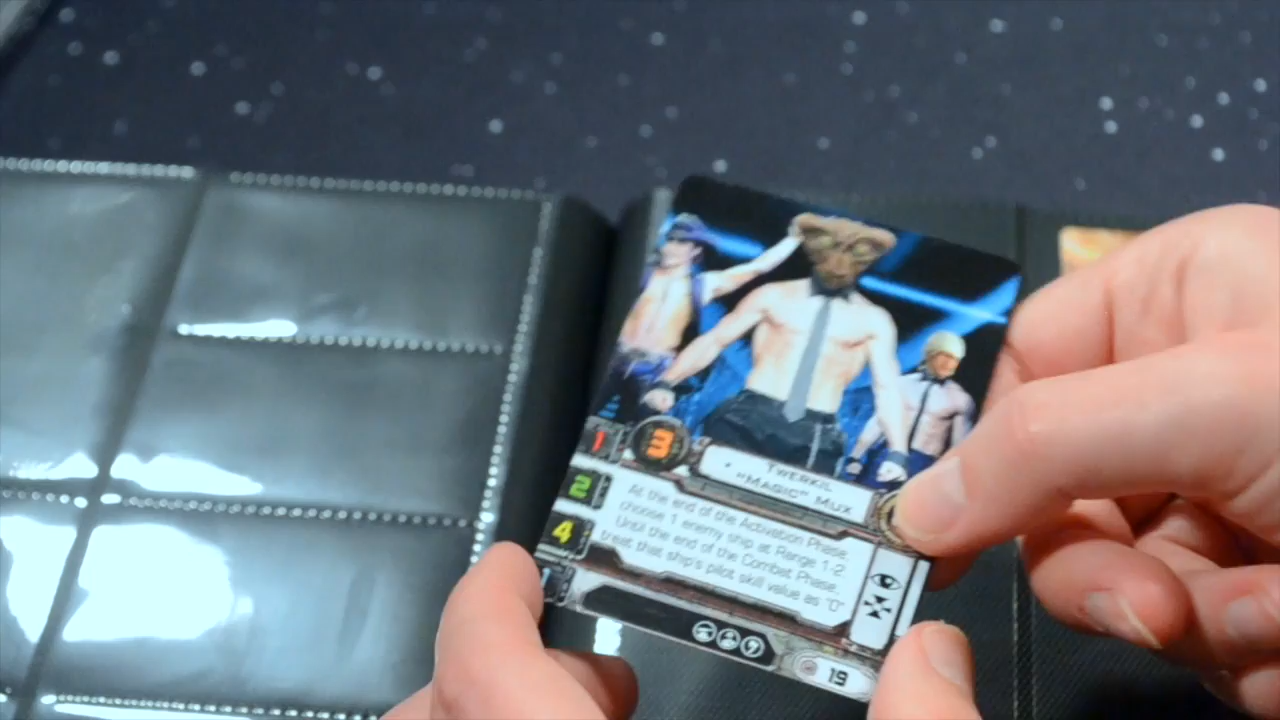 3
• TWERKIL
"MAGIC" MUX
1
2
4
At the end of the Activation Phase,
choose 1 enemy ship at Range 1-2.
Until the end of the Combat Phase,
treat that ship's pilot skill value as "0"
19